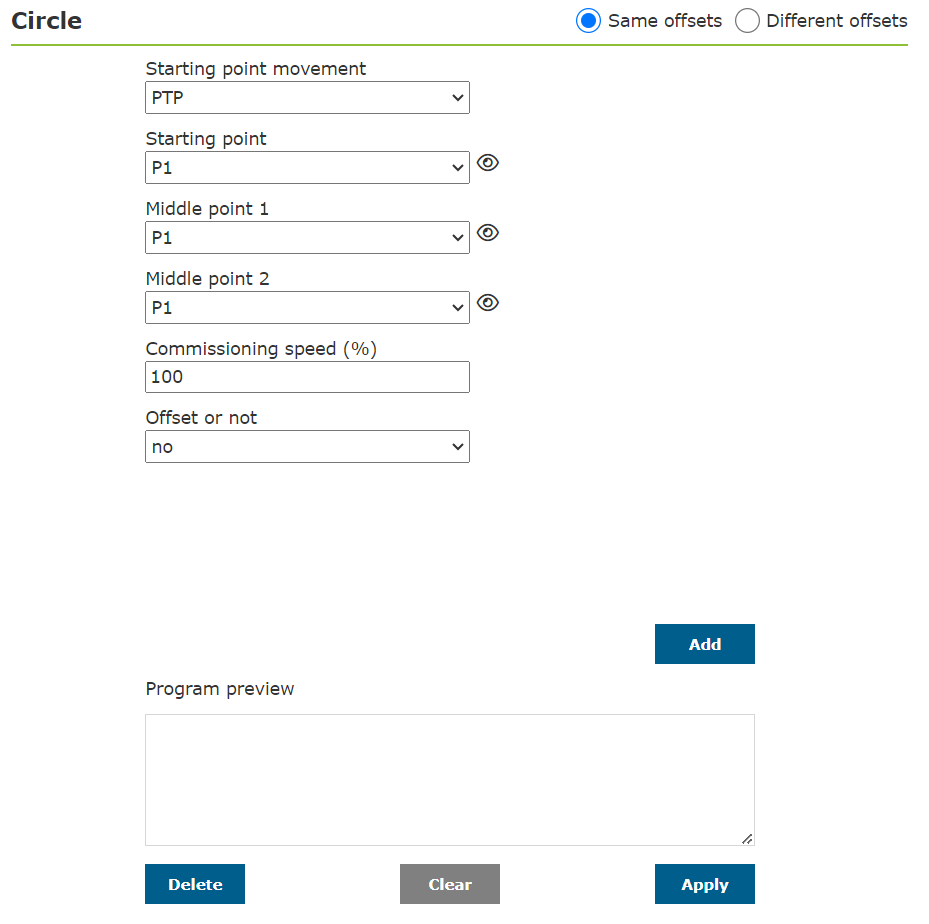 Circle Same offsets Different offsets
Starting point movement
PTP
Starting point
P1
Middle point 1
P1
Middle point 2
P1
Commissioning speed (%)
100
Offset or not
no
Add
Program preview
Delete Clear Apply